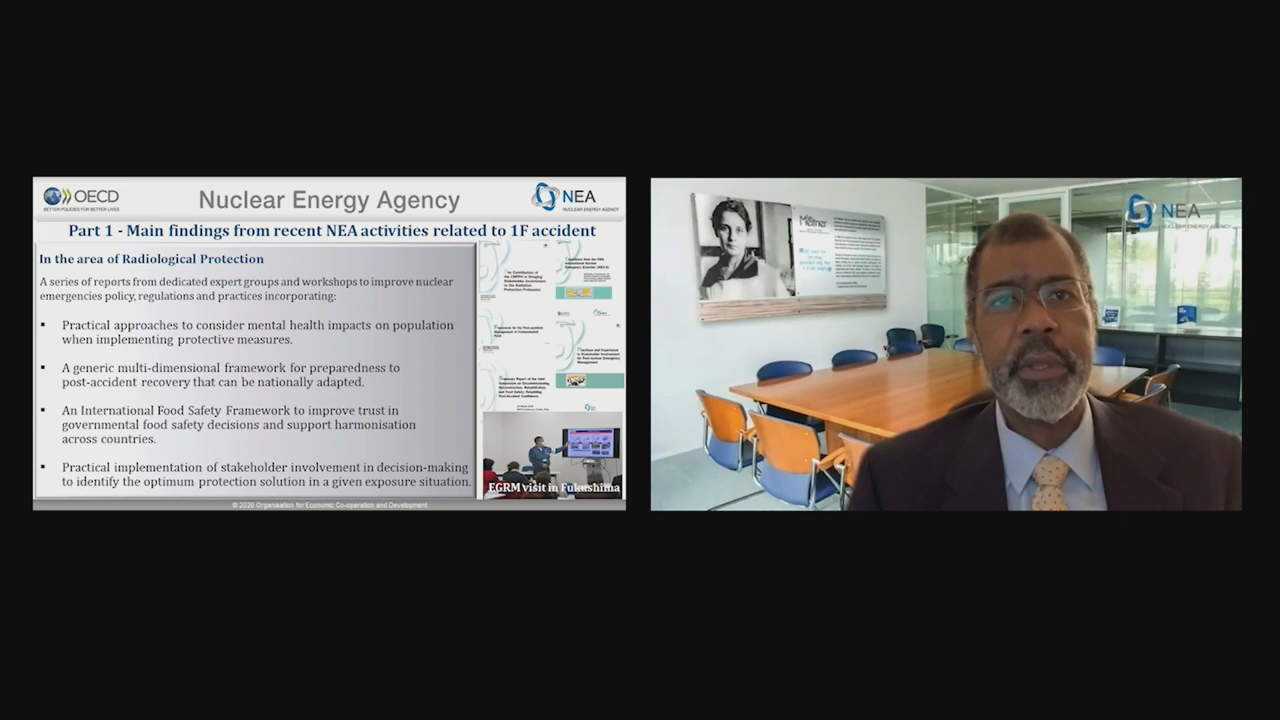 OECD
BETTER POLICIES FOR BETTER LIVES
Nuclear Energy Agency
NEA
NUCLEAR ENERGY AGENCY
Part 1 - Main findings from recent NEA activities related to 1F accident
In the area of Radiological Protection
A series of reports from dedicated expert groups and workshops to improve nuclear
emergencies policy, regulations and practices incorporating:
▪ Practical approaches to consider mental health impacts on population
when implementing protective measures.
▪ A generic multi-dimensional framework for preparedness to
post-accident recovery that can be nationally adapted.
▪ An International Food Safety Framework to improve trust in
governmental food safety decisions and support harmonisation
across countries.
▪ Practical implementation of stakeholder involvement in decision-making
to identify the optimum protection solution in a given exposure situation.
EGRM visit in Fukushima
© 2020 Organisation for Economic Co-operation and Development
Meitner
NEA
NUCLEAR ENERGY AGENCY